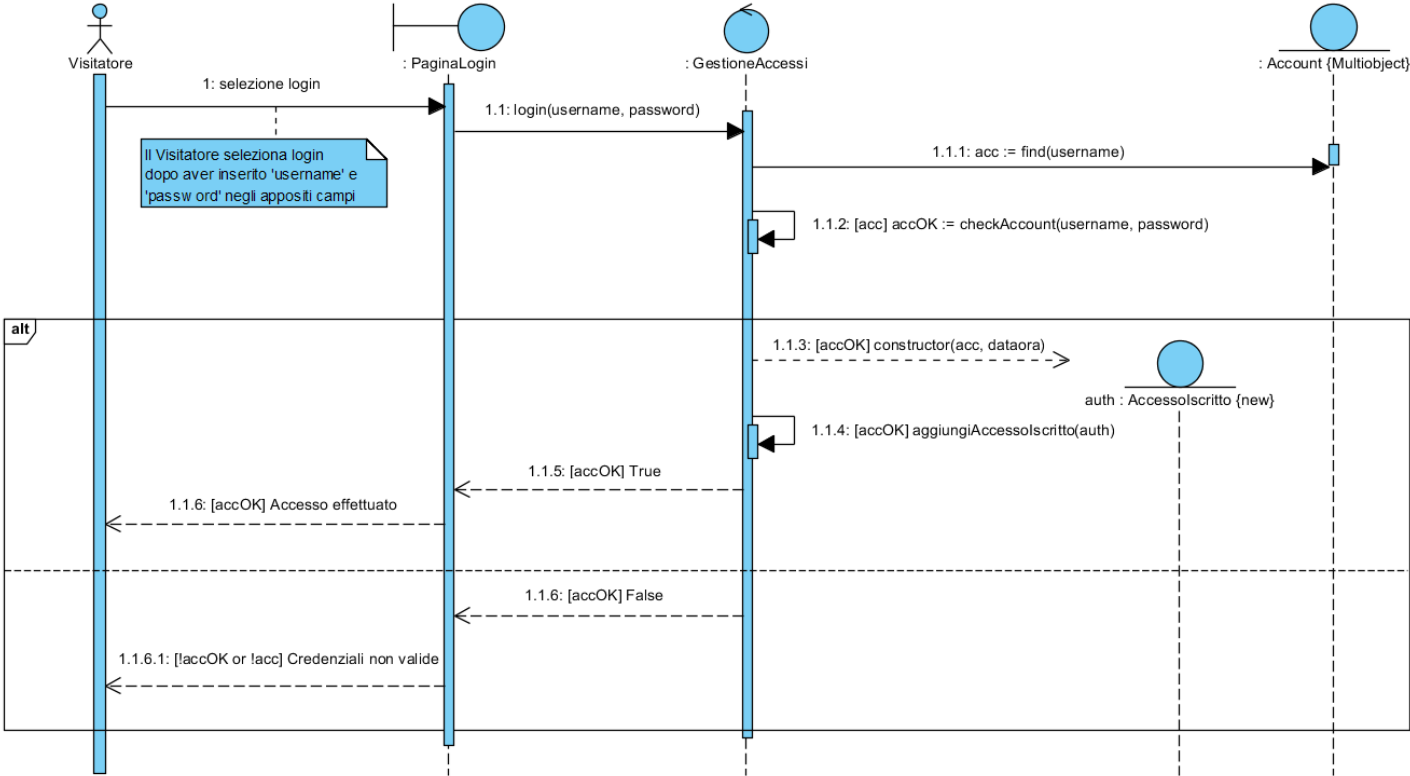 Visitatore
: PaginaLogin
: GestioneAccessi
: Account {Multiobject}
1: selezione login
1.1: login(username, password)
Il Visitatore seleziona login
dopo aver inserito 'username' e
'passw ord' negli appositi campi
1.1.1: acc := find(username)
1.1.2: [acc] accOK := checkAccount(username, password)
alt
1.1.3: [accOK] constructor(acc, dataora)
auth : AccessoIscritto {new}
1.1.4: [accOK] aggiungiAccessoIscritto(auth)
1.1.5: [accOK] True
1.1.6: [accOK] Accesso effettuato
1.1.6: [accOK] False
1.1.6.1: [!accOK or !acc] Credenziali non valide